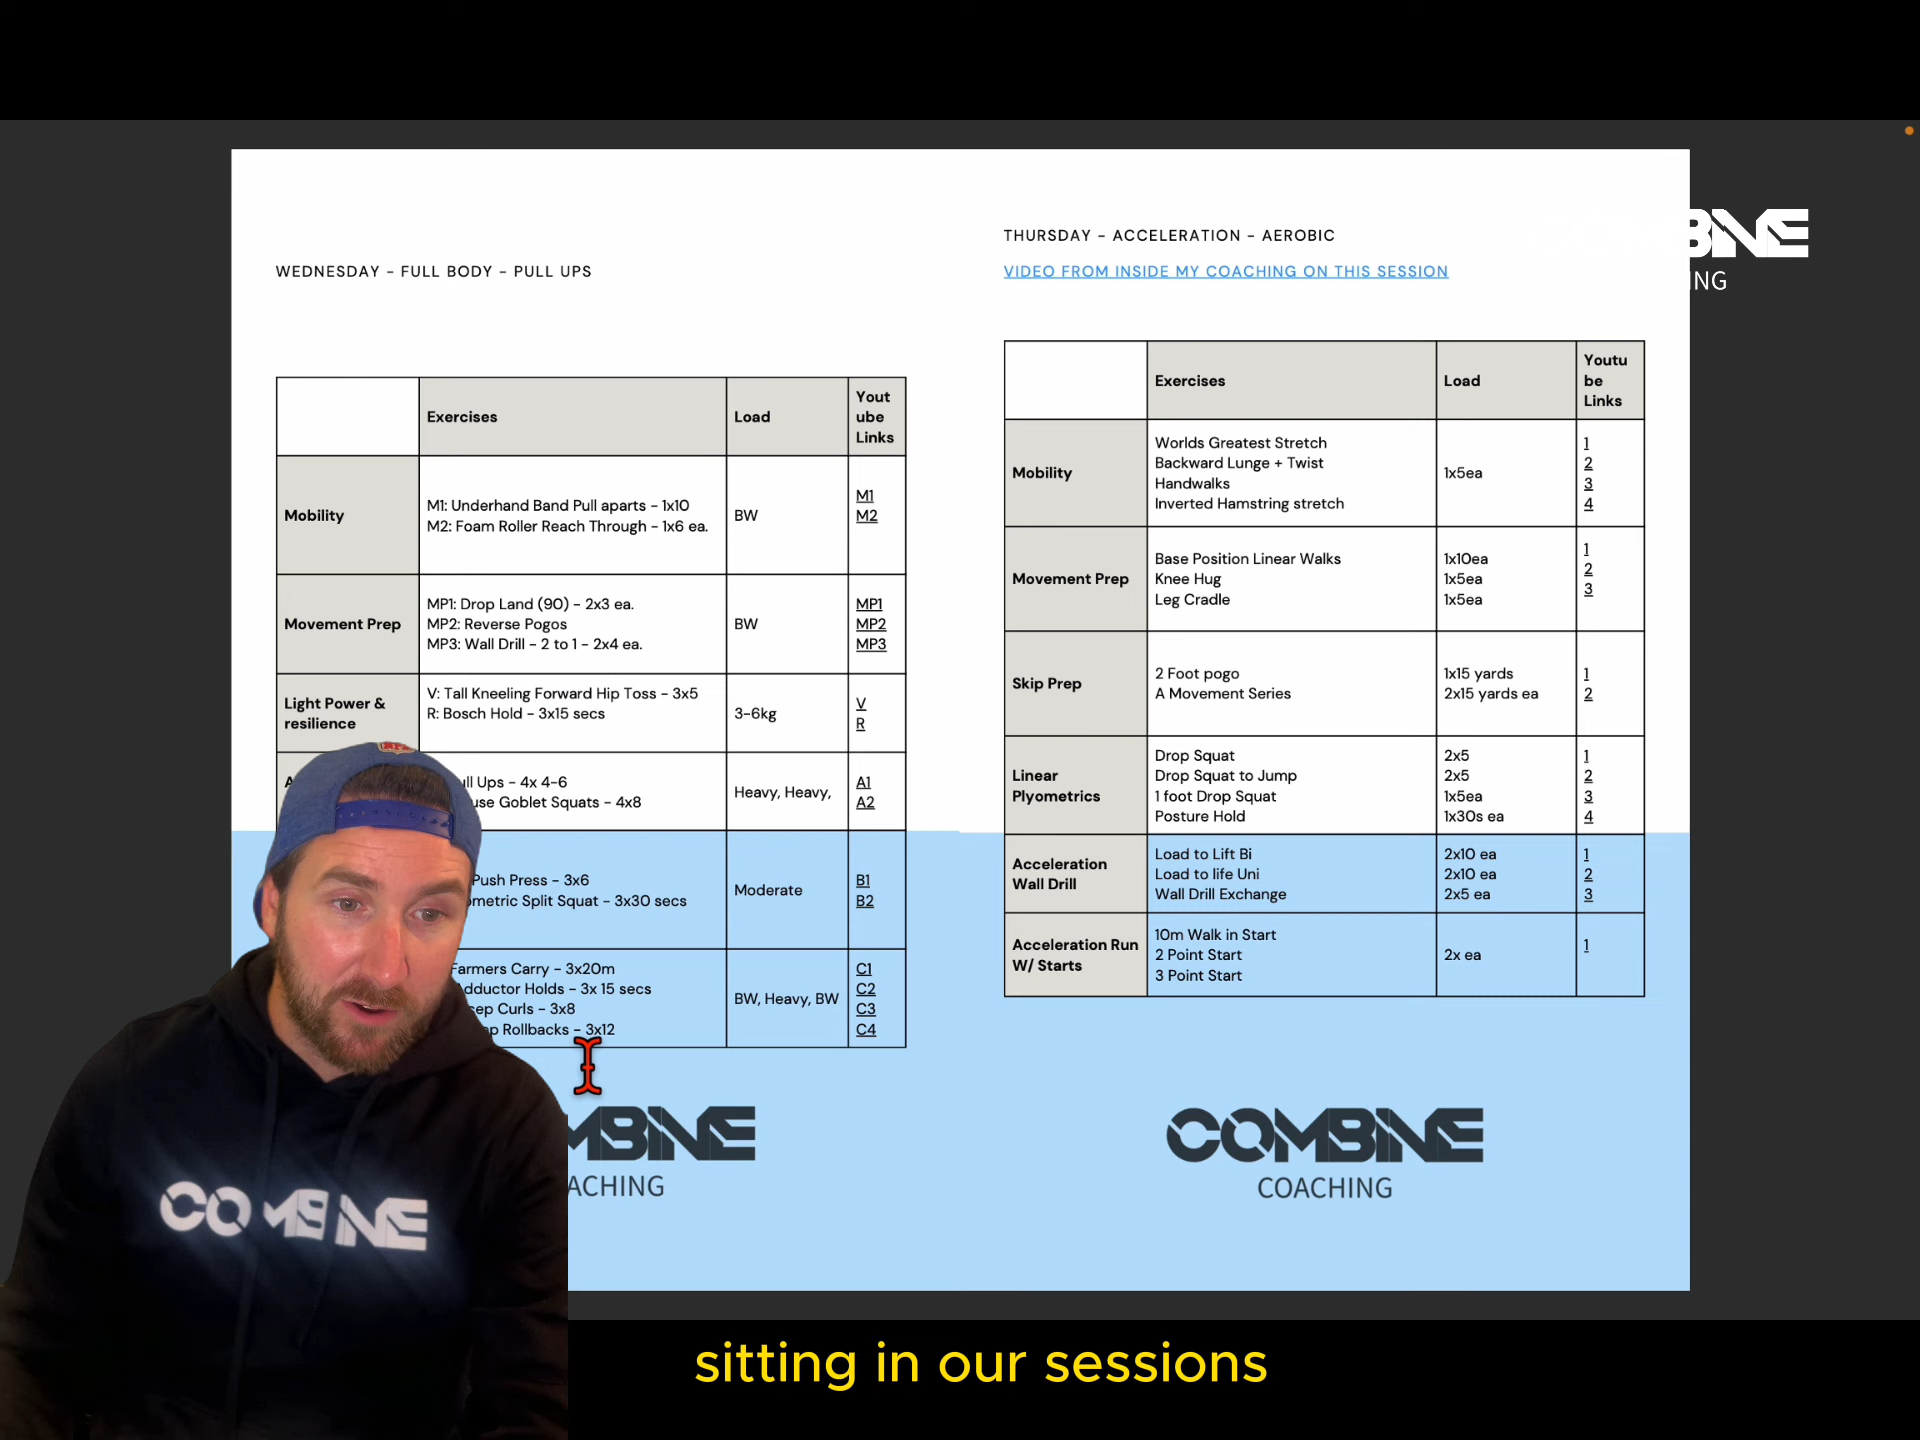 WEDNESDAY - FULL BODY - PULL UPS
Exercises
Load
Yout
ube
Links
Mobility
M1: Underhand Band Pull aparts - 1x10
M2: Foam Roller Reach Through - 1x6 ea.
BW
M1
M2
Movement Prep
MP1: Drop Land (90) - 2x3 ea.
MP2: Reverse Pogos
MP3: Wall Drill - 2 to 1 - 2x4 ea.
BW
MP1
MP2
MP3
Light Power &
resilience
V: Tall Kneeling Forward Hip Toss - 3x5
R: Bosch Hold - 3x15 secs
3-6kg
V
R
Ups - 4x 4-6
Goblet Squats - 4x8
Heavy, Heavy,
A1
A2
Push Press - 3x6
Split Squat - 3x30 secs
Moderate
B1
B2
Farmers Carry - 3x20m
Adductor Holds - 3x 15 secs
Curls - 3x8
Rollbacks - 3x12
BW, Heavy, BW
C1
C2
C3
C4
THURSDAY - ACCELERATION - AEROBIC
VIDEO FROM INSIDE MY COACHING ON THIS SESSION
Exercises
Load
Youtu
be
Links
Mobility
Worlds Greatest Stretch
Backward Lunge + Twist
Handwalks
Inverted Hamstring stretch
1x5ea
1
2
3
4
Movement Prep
Base Position Linear Walks
Knee Hug
Leg Cradle
1x10ea
1x5ea
1x5ea
1
2
3
Skip Prep
2 Foot pogo
A Movement Series
1x15 yards
2x15 yards ea
1
2
Linear
Plyometrics
Drop Squat
Drop Squat to Jump
1 foot Drop Squat
Posture Hold
2x5
2x5
1x5ea
1x30s ea
1
2
3
4
Acceleration
Wall Drill
Load to Lift Bi
Load to life Uni
Wall Drill Exchange
2x10 ea
2x10 ea
2x5 ea
1
2
3
Acceleration Run
W/ Starts
10m Walk in Start
2 Point Start
3 Point Start
2x ea
1
COMBINE
COACHING
COMBINE
sitting in our sessions